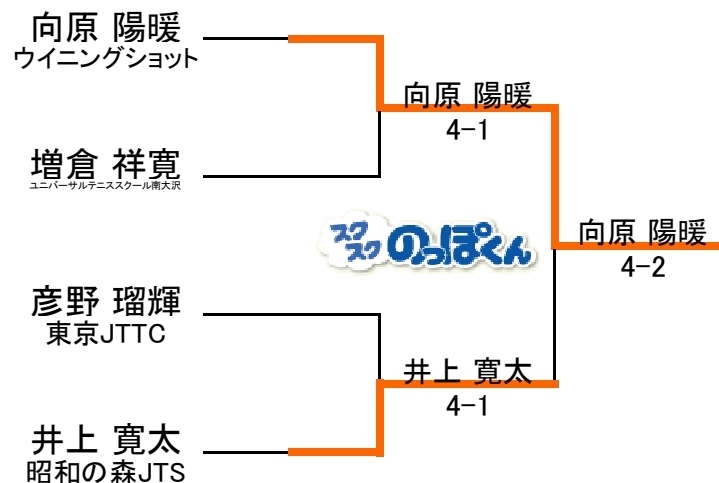 向原 陽暖
ウイニングショット
向原 陽暖
4-1
増倉 祥寛
ユニバーサルテニススクール南大沢
スクスク のっぽくん
向原 陽暖
4-2
彦野 瑠輝
東京JTTC
井上 寛太
4-1
井上 寛太
昭和の森JTS